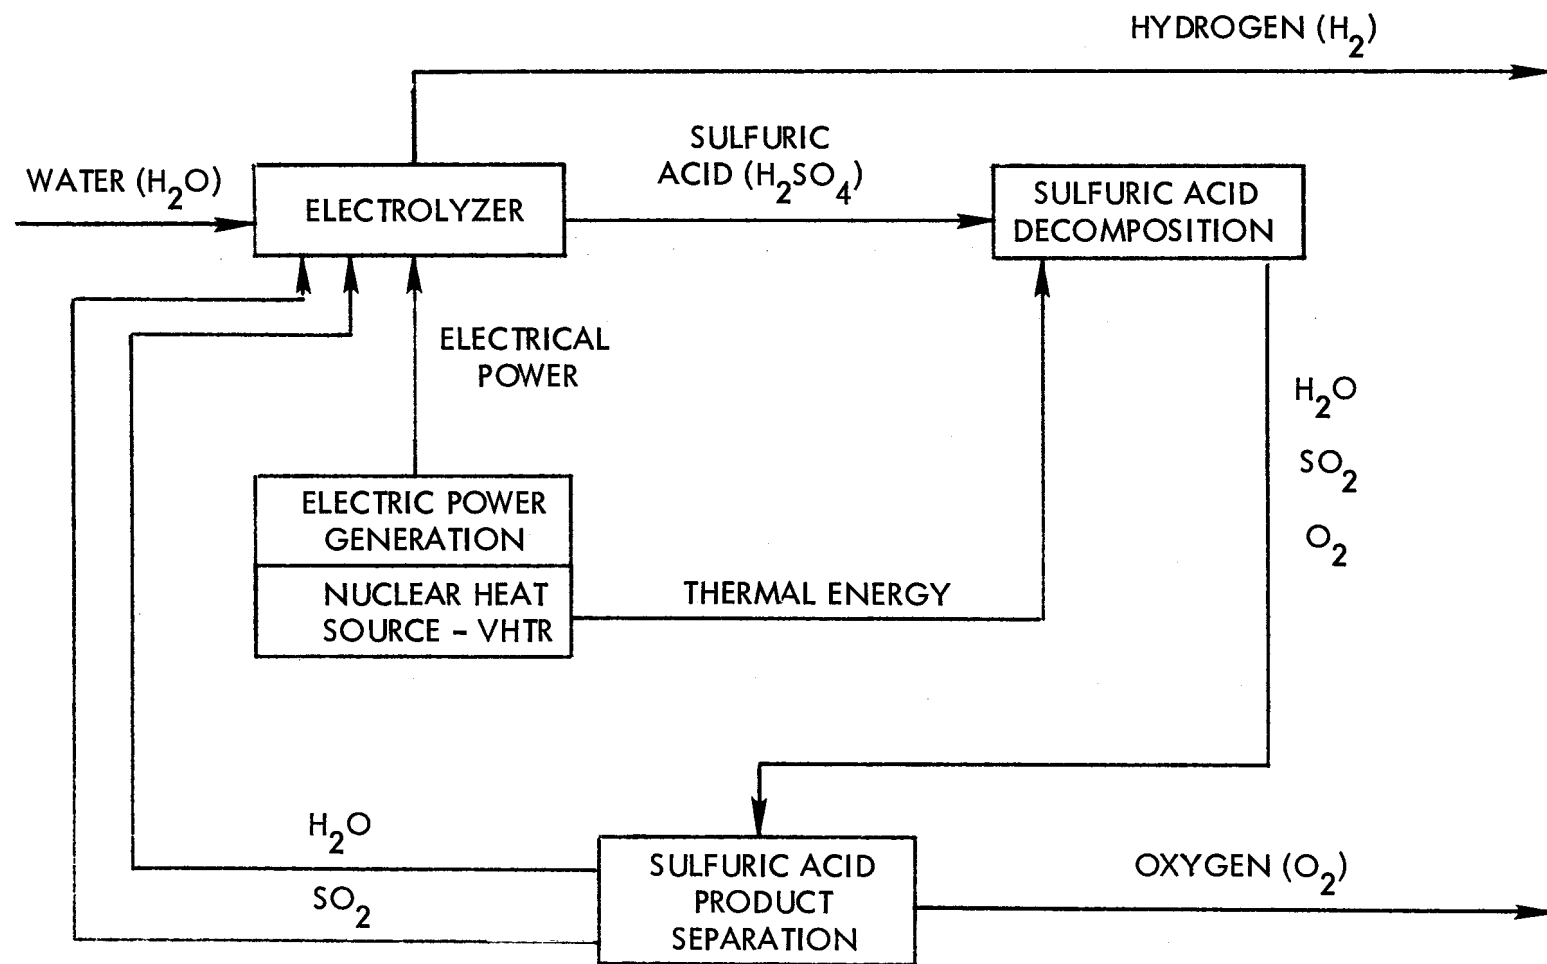 HYDROGEN (H2)
SULFURIC
ACID (H2SO4)
WATER (H2O)
ELECTROLYZER
SULFURIC ACID
DECOMPOSITION
ELECTRICAL
POWER
H2O
SO2
O2
ELECTRIC POWER
GENERATION
NUCLEAR HEAT
SOURCE – VHTR
THERMAL ENERGY
H2O
SO2
SULFURIC ACID
PRODUCT
SEPARATION
OXYGEN (O2)